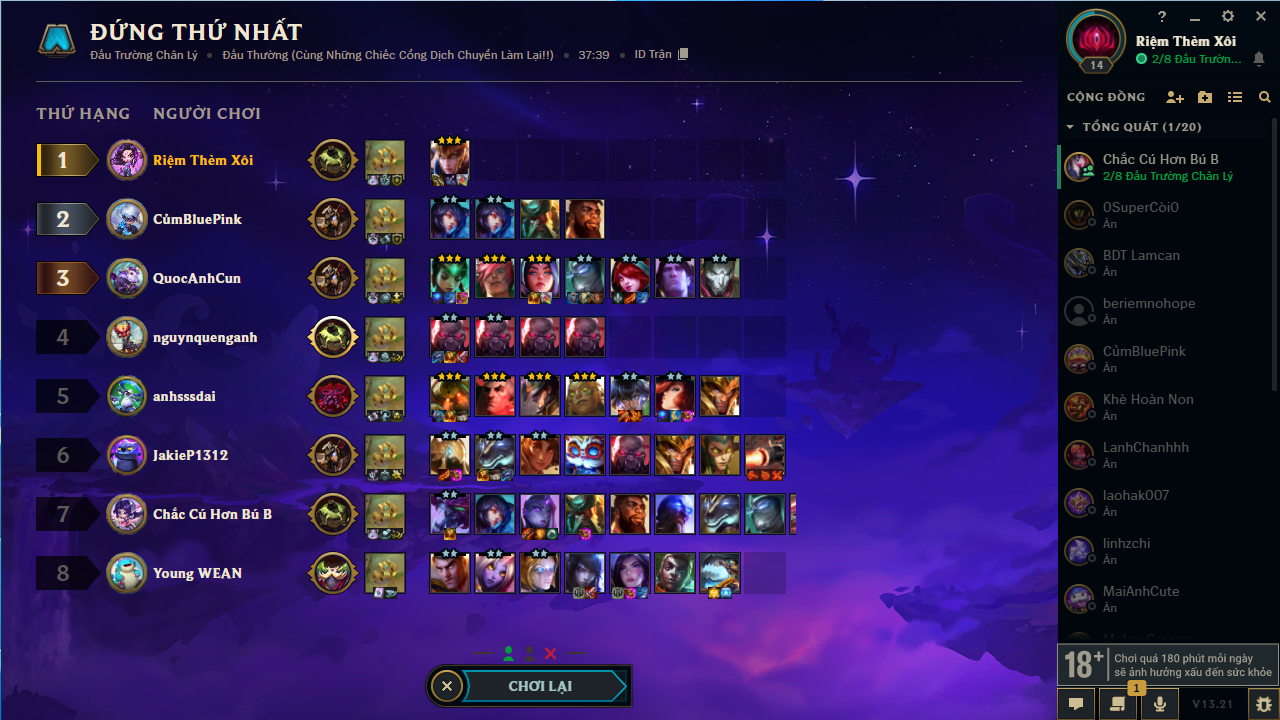 ĐỨNG THỨ NHẤT
Đấu Trường Chân Lý • Đấu Thường (Cùng Những Chiếc Cổng Dịch Chuyển Làm Lại!!) • 37:39 • ID Trận
THỨ HẠNG NGƯỜI CHƠI
1 Riệm Thèm Xôi
2 CủmBluePink
3 QuocAnhCun
4 nguynquenganh
5 anhsssdai
6 JakieP1312
7 Chắc Cú Hơn Bú B
8 Young WEAN
CHƠI LẠI
?
14
Riệm Thèm Xôi
2/8 Đấu Trườn...
CỘNG ĐỒNG
TỔNG QUÁT (1/20)
Chắc Cú Hơn Bú B
2/8 Đấu Trường Chân Lý
0SuperCòi0
Ẩn
BDT Lamcan
Ẩn
beriemnohope
Ẩn
CủmBluePink
Ẩn
Khè Hoàn Non
Ẩn
LanhChanhhh
Ẩn
laohak007
Ẩn
linhzchi
Ẩn
MaiAnhCute
Ẩn
18+
Chơi quá 180 phút mỗi ngày
sẽ ảnh hưởng xấu đến sức khỏe
1
V13.21